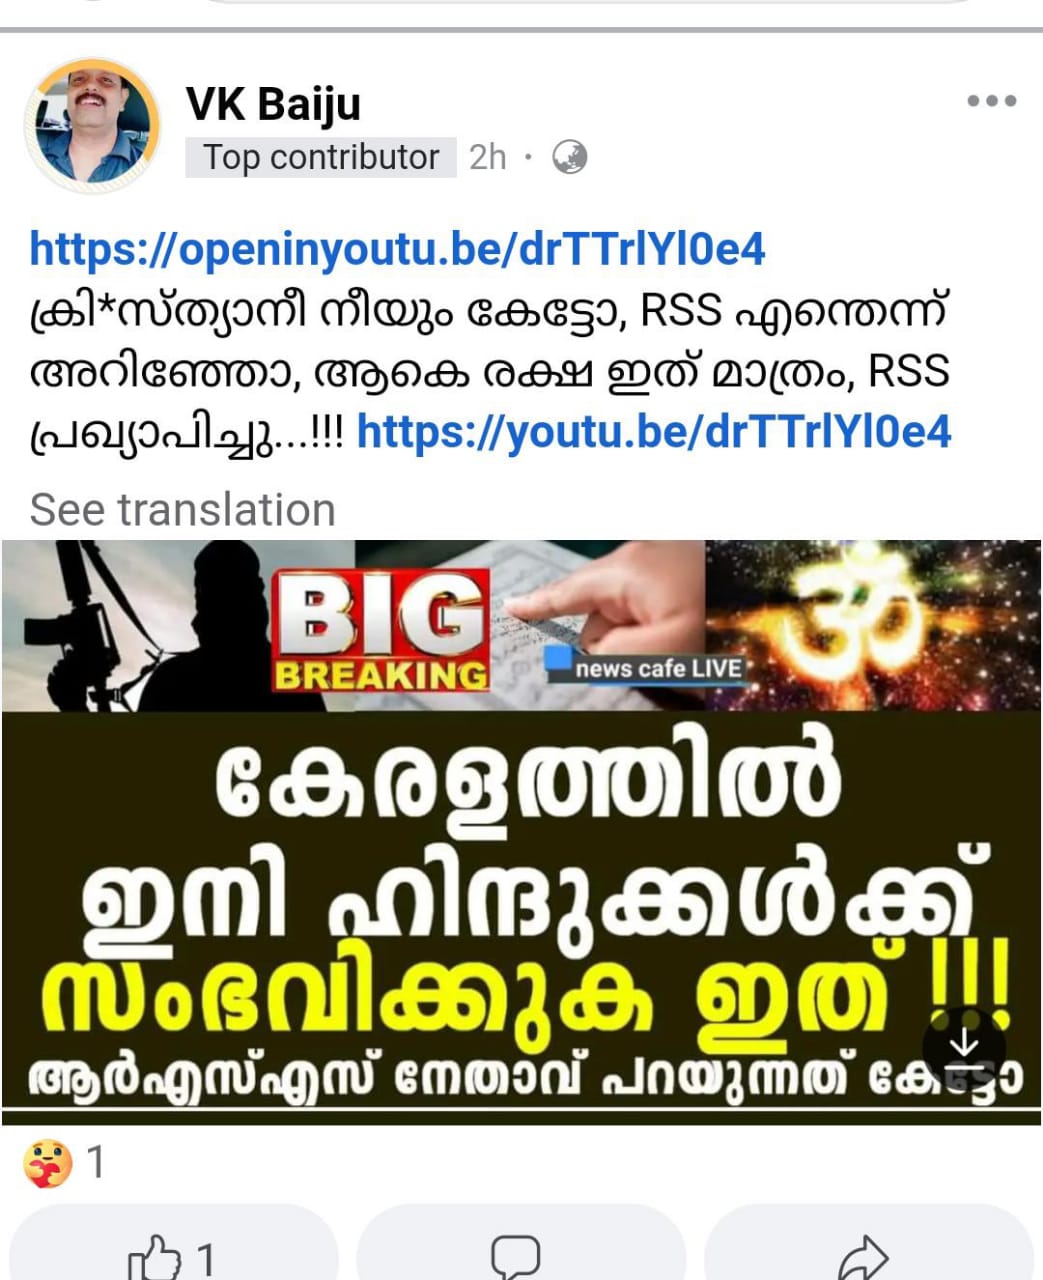 VK Baiju
Top contributor 2h ·
https://openinyoutu.be/drTTrlYl0e4
ക്രി*സ്ത്യാനീ നീയും കേട്ടോ, RSS എന്തെന്ന്
അറിഞ്ഞോ, ആകെ രക്ഷ ഇത് മാത്രം, RSS
പ്രഖ്യാപിച്ചു...!!! https://youtu.be/drTTrlYl0e4
See translation
BIG
BREAKING
news cafe LIVE
ॐ
കേരളത്തിൽ
ഇനി ഹിന്ദുക്കൾക്ക്
സംഭവിക്കുക ഇത് !!!
ആർഎസ്എസ് നേതാവ് പറയുന്നത് കേട്ടോ
1
1